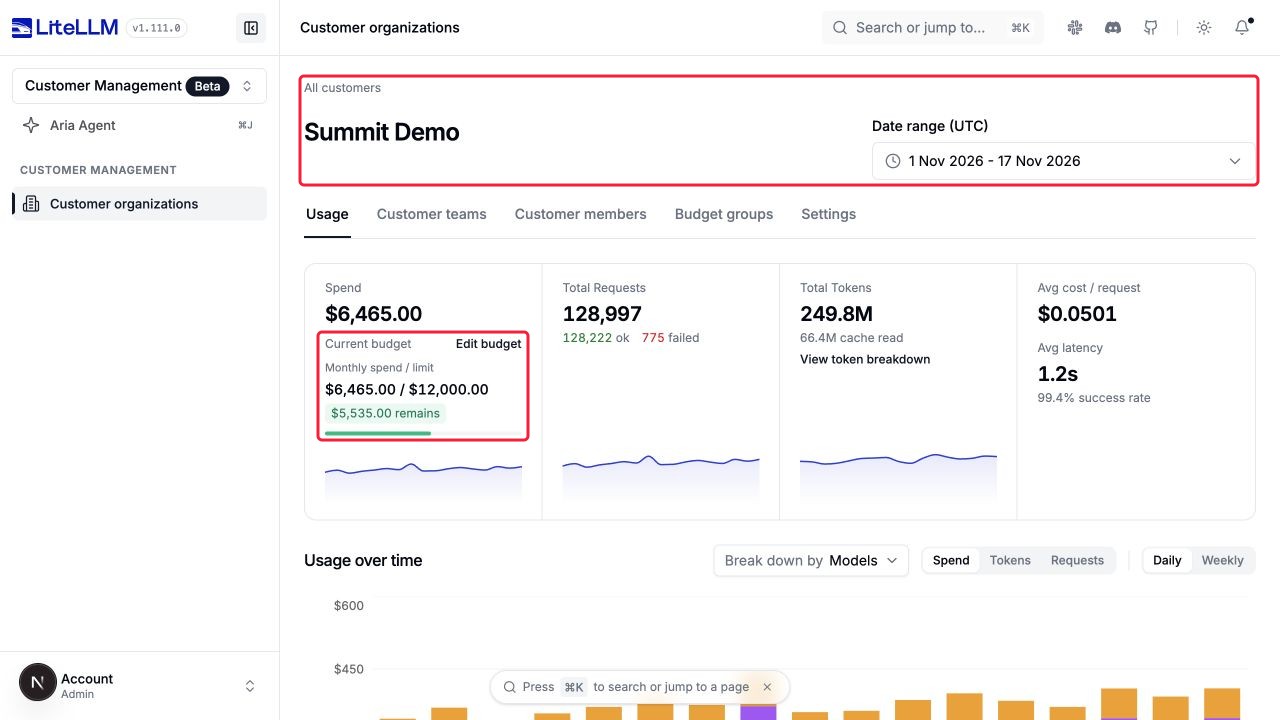 LiteLLM v1.111.0
Customer organizations
Search or jump to... ⌘K
Customer Management Beta
Aria Agent ⌘J
CUSTOMER MANAGEMENT
Customer organizations
All customers
Summit Demo
Date range (UTC)
1 Nov 2026 - 17 Nov 2026
Usage Customer teams Customer members Budget groups Settings
Spend
$6,465.00
Current budget Edit budget
Monthly spend / limit
$6,465.00 / $12,000.00
$5,535.00 remains
Total Requests
128,997
128,222 ok 775 failed
Total Tokens
249.8M
66.4M cache read
View token breakdown
Avg cost / request
$0.0501
Avg latency
1.2s
99.4% success rate
Usage over time
Break down by Models
Spend Tokens Requests
Daily Weekly
$600
$450
Press ⌘K to search or jump to a page ×
N
Account
Admin